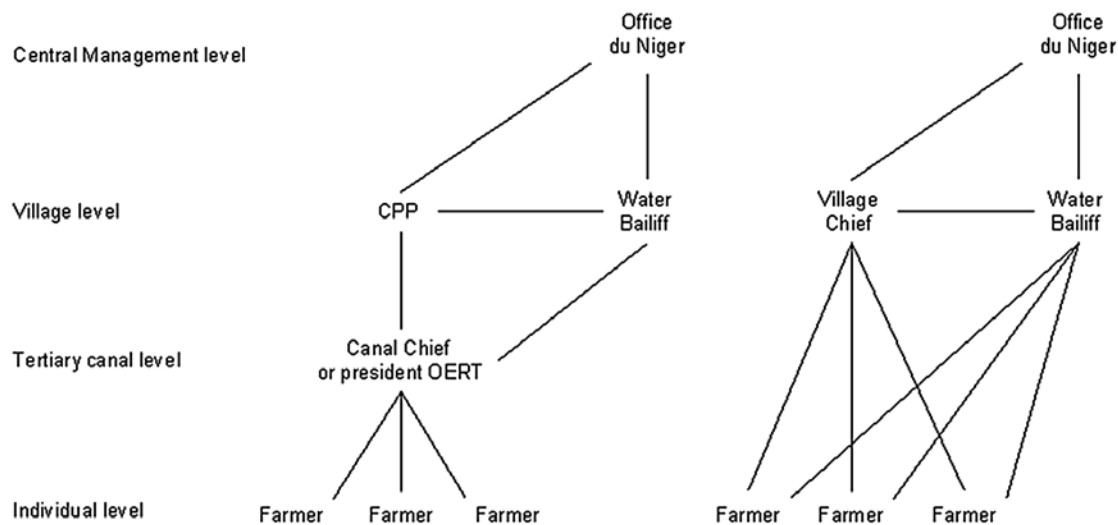 Central Management level
Office
du Niger
Office
du Niger
Village level
CPP
Water
Bailiff
Village
Chief
Water
Bailiff
Tertiary canal level
Canal Chief
or president OERT
Individual level
Farmer
Farmer
Farmer
Farmer
Farmer
Farmer